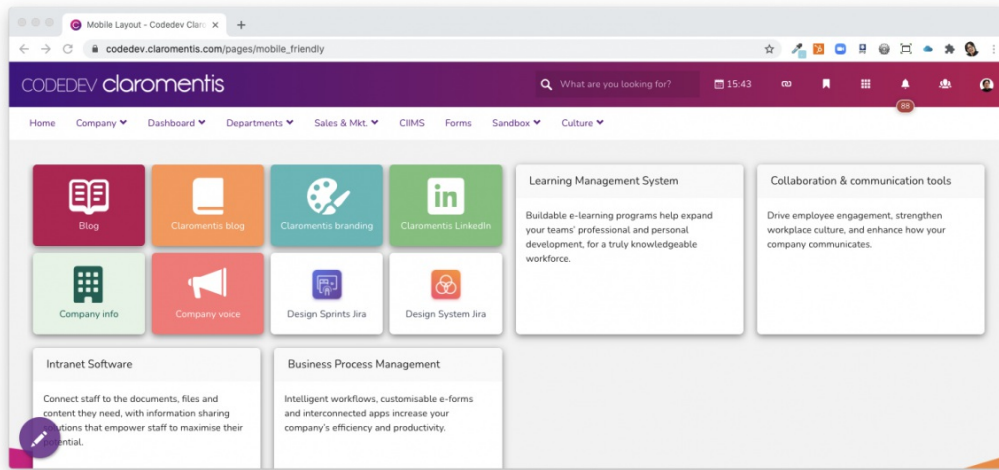 Mobile Layout - Codedev Claro
codedev.claromentis.com/pages/mobile_friendly
CODEDEV claromentis
What are you looking for?
15:43
88
Home Company Dashboard Departments Sales & Mkt. CIIMS Forms Sandbox Culture
Blog
Claromentis blog
Claromentis branding
in
Claromentis LinkedIn
Company info
Company voice
Design Sprints Jira
Design System Jira
Learning Management System
Buildable e-learning programs help expand
your teams' professional and personal
development, for a truly knowledgeable
workforce.
Collaboration & communication tools
Drive employee engagement, strengthen
workplace culture, and enhance how your
company communicates.
Intranet Software
Connect staff to the documents, files and
content they need, with information sharing
solutions that empower staff to maximise their
potential.
Business Process Management
Intelligent workflows, customisable e-forms
and interconnected apps increase your
company's efficiency and productivity.